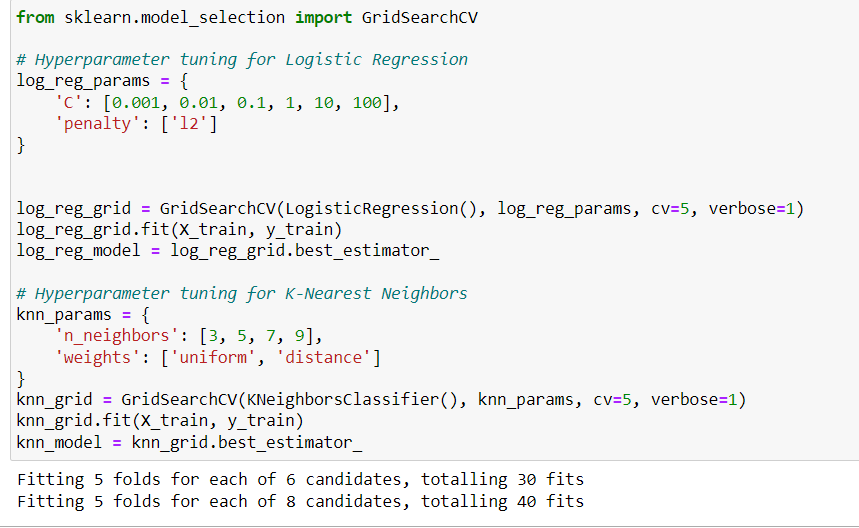 from sklearn.model_selection import GridSearchCV
# Hyperparameter tuning for Logistic Regression
log_reg_params = {
    'C': [0.001, 0.01, 0.1, 1, 10, 100],
    'penalty': ['l2']
}
log_reg_grid = GridSearchCV(LogisticRegression(), log_reg_params, cv=5, verbose=1)
log_reg_grid.fit(X_train, y_train)
log_reg_model = log_reg_grid.best_estimator_
# Hyperparameter tuning for K-Nearest Neighbors
knn_params = {
    'n_neighbors': [3, 5, 7, 9],
    'weights': ['uniform', 'distance']
}
knn_grid = GridSearchCV(KNeighborsClassifier(), knn_params, cv=5, verbose=1)
knn_grid.fit(X_train, y_train)
knn_model = knn_grid.best_estimator_
Fitting 5 folds for each of 6 candidates, totalling 30 fits
Fitting 5 folds for each of 8 candidates, totalling 40 fits